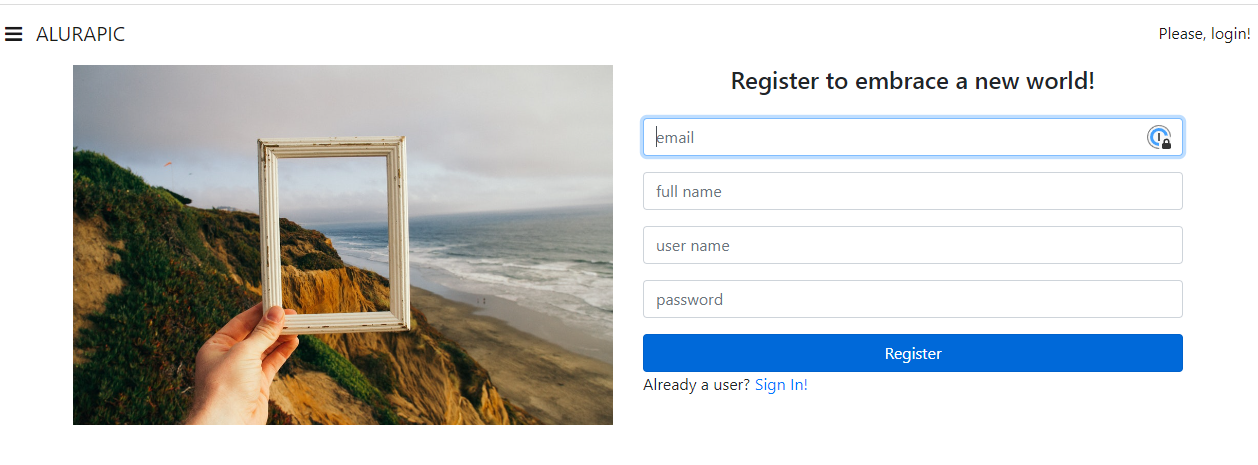 ALURAPIC
Please, login!
Register to embrace a new world!
email
full name
user name
password
Register
Already a user? Sign In!